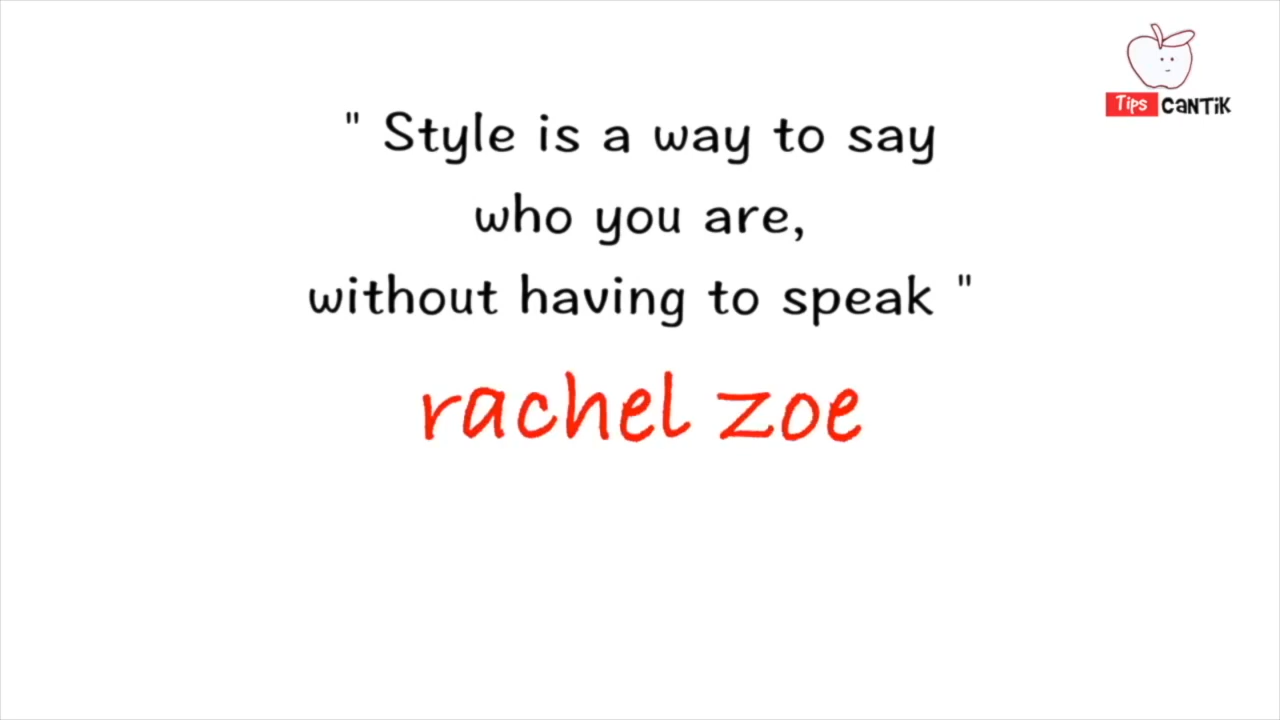 Tips CANTIK
" Style is a way to say
who you are,
without having to speak "
rachel zoe